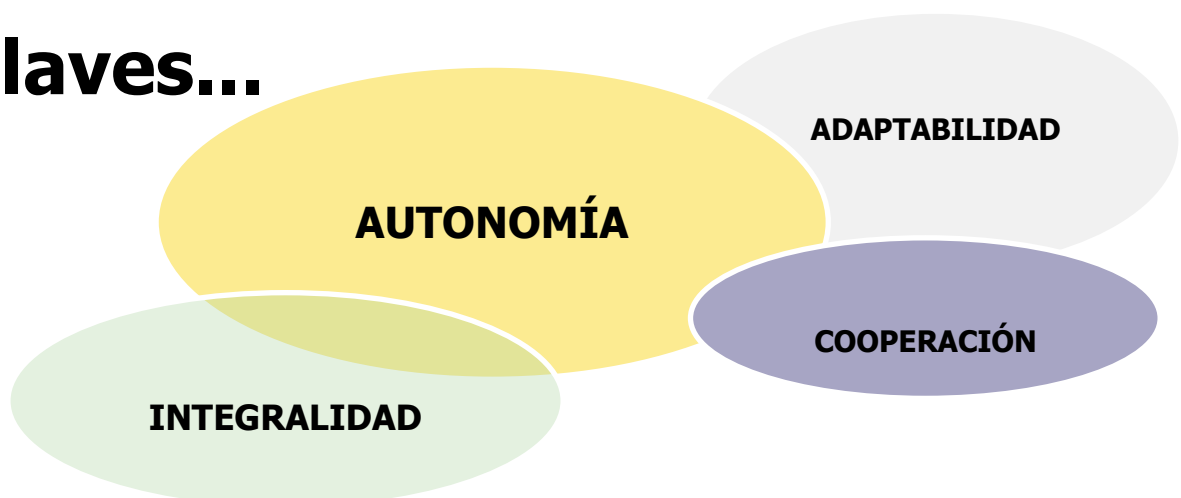 laves...
ADAPTABILIDAD
AUTONOMÍA
COOPERACIÓN
INTEGRALIDAD